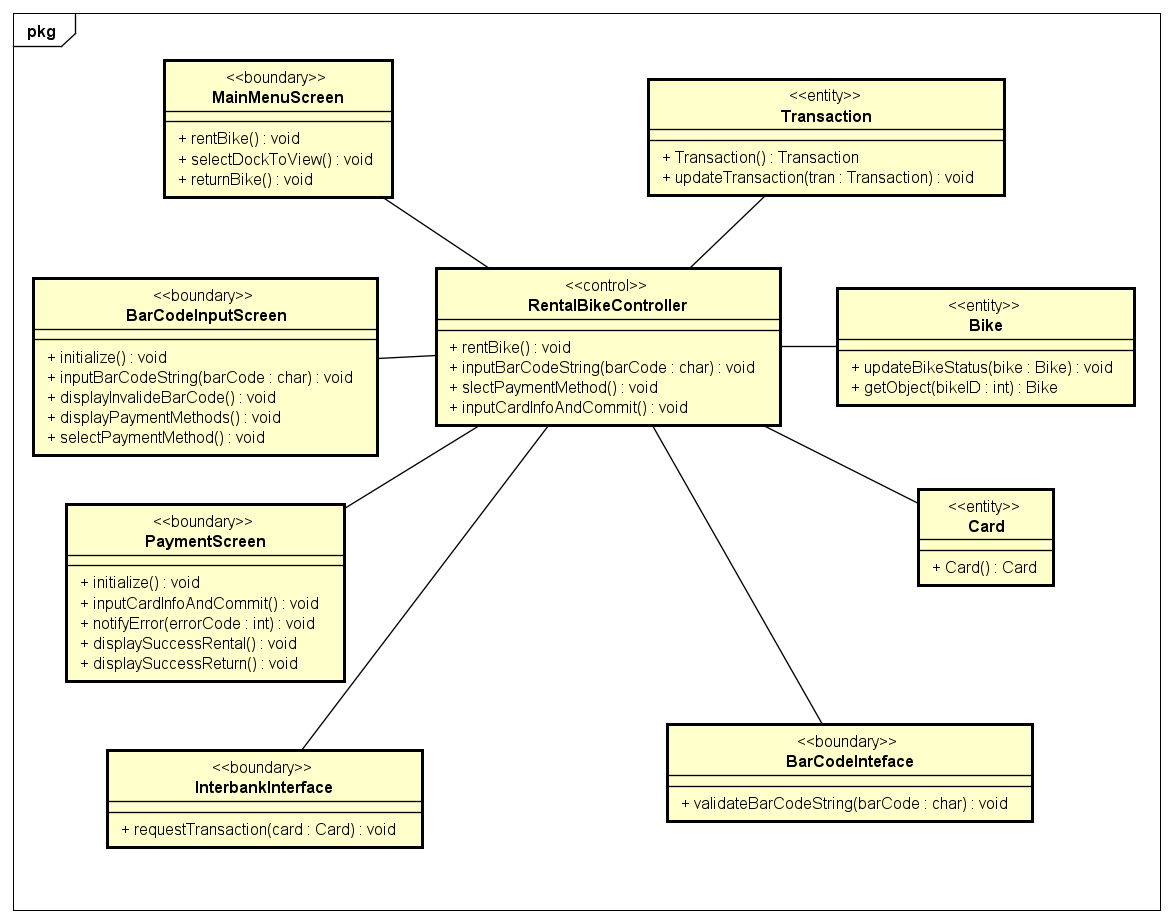 pkg
<<boundary>>
MainMenuScreen
+ rentBike() : void
+ selectDockToView() : void
+ returnBike() : void
<<entity>>
Transaction
+ Transaction() : Transaction
+ updateTransaction(tran : Transaction) : void
<<boundary>>
BarCodeInputScreen
+ initialize() : void
+ inputBarCodeString(barCode : char) : void
+ displayInvalideBarCode() : void
+ displayPaymentMethods() : void
+ selectPaymentMethod() : void
<<control>>
RentalBikeController
+ rentBike() : void
+ inputBarCodeString(barCode : char) : void
+ slectPaymentMethod() : void
+ inputCardInfoAndCommit() : void
<<entity>>
Bike
+ updateBikeStatus(bike : Bike) : void
+ getObject(bikeID : int) : Bike
<<boundary>>
PaymentScreen
+ initialize() : void
+ inputCardInfoAndCommit() : void
+ notifyError(errorCode : int) : void
+ displaySuccessRental() : void
+ displaySuccessReturn() : void
<<entity>>
Card
+ Card() : Card
<<boundary>>
InterbankInterface
+ requestTransaction(card : Card) : void
<<boundary>>
BarCodeInteface
+ validateBarCodeString(barCode : char) : void